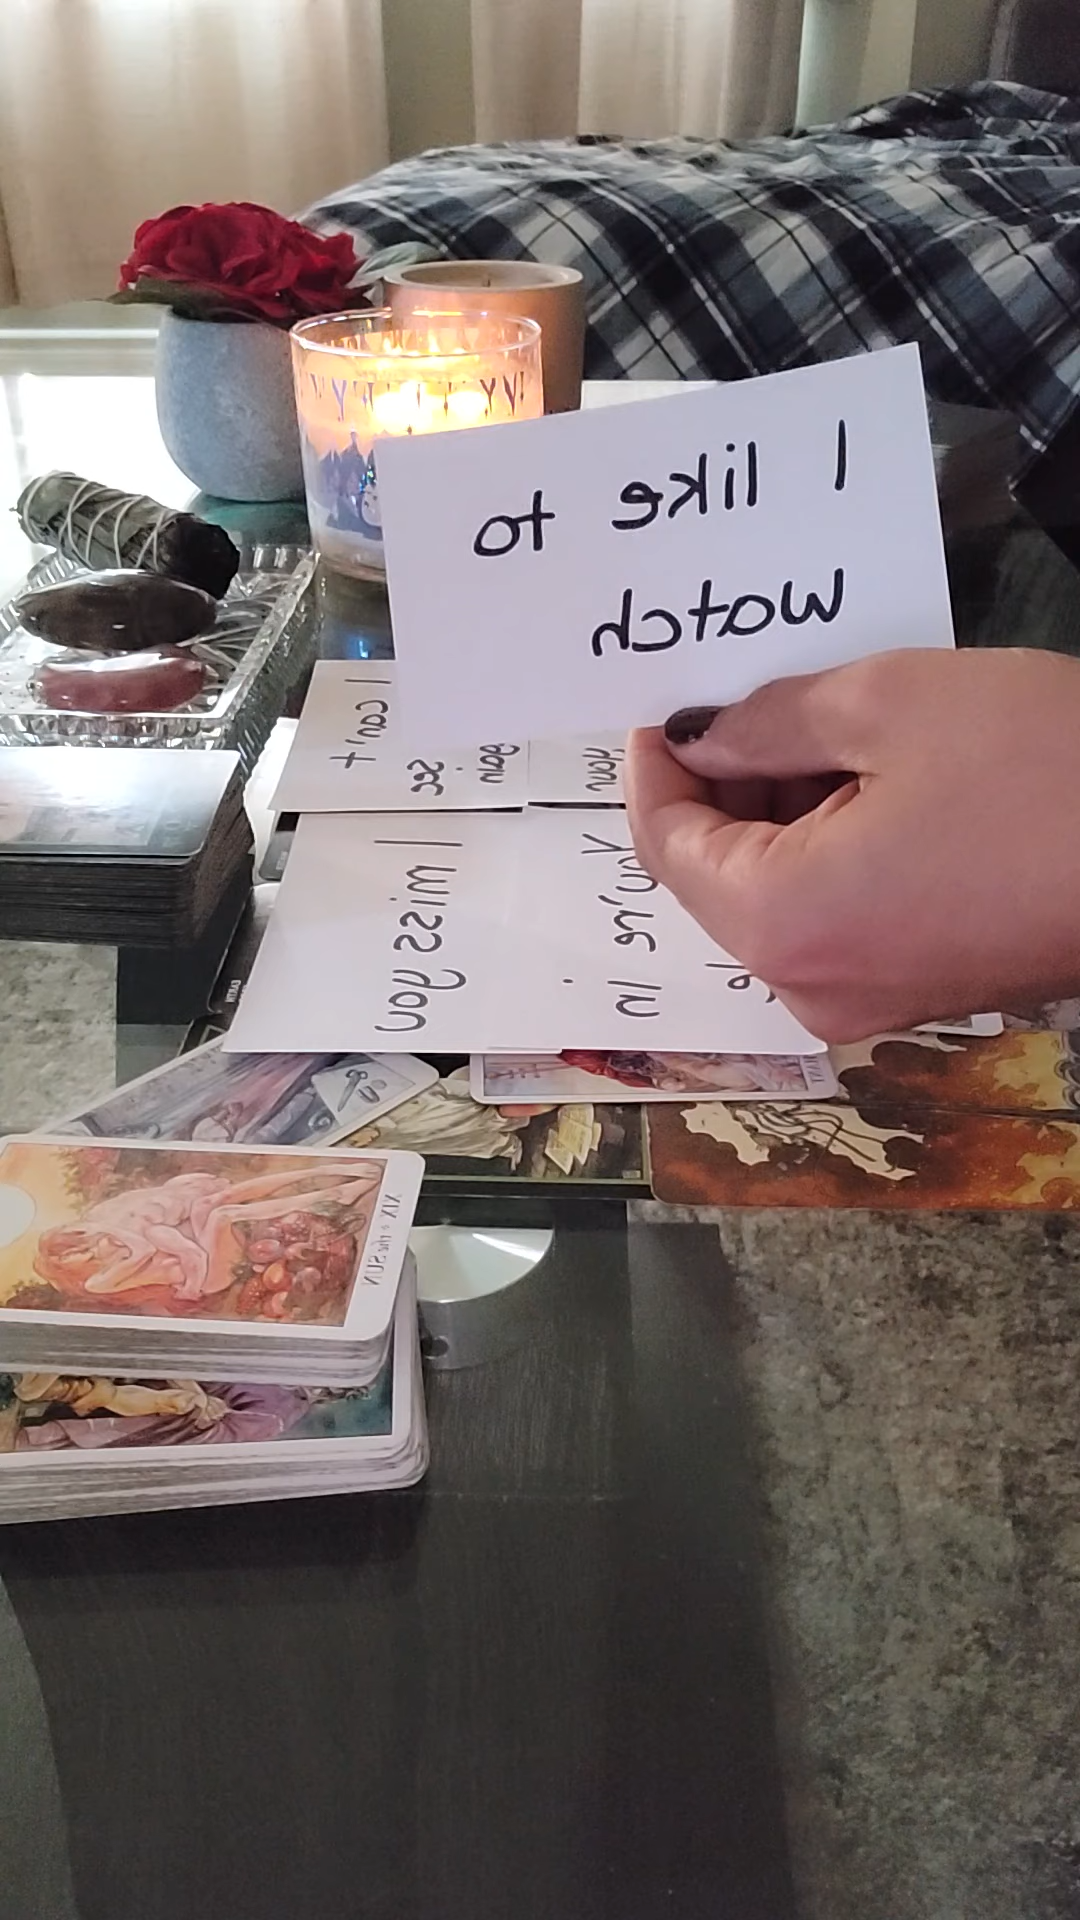 I like to
watch
I can't
see
your
I miss you
You're in
XIX the SUN